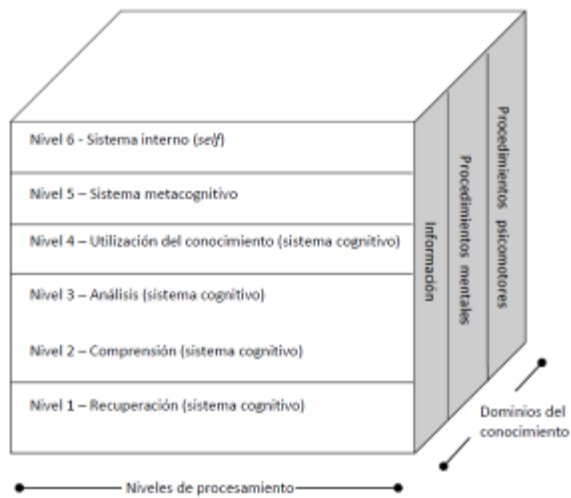 Nivel 6 - Sistema interno (self)
Nivel 5 – Sistema metacognitivo
Nivel 4 – Utilización del conocimiento (sistema cognitivo)
Nivel 3 – Análisis (sistema cognitivo)
Nivel 2 – Comprensión (sistema cognitivo)
Nivel 1 – Recuperación (sistema cognitivo)
Información
Procedimientos mentales
Procedimientos psicomotores
Dominios del
conocimiento
Niveles de procesamiento